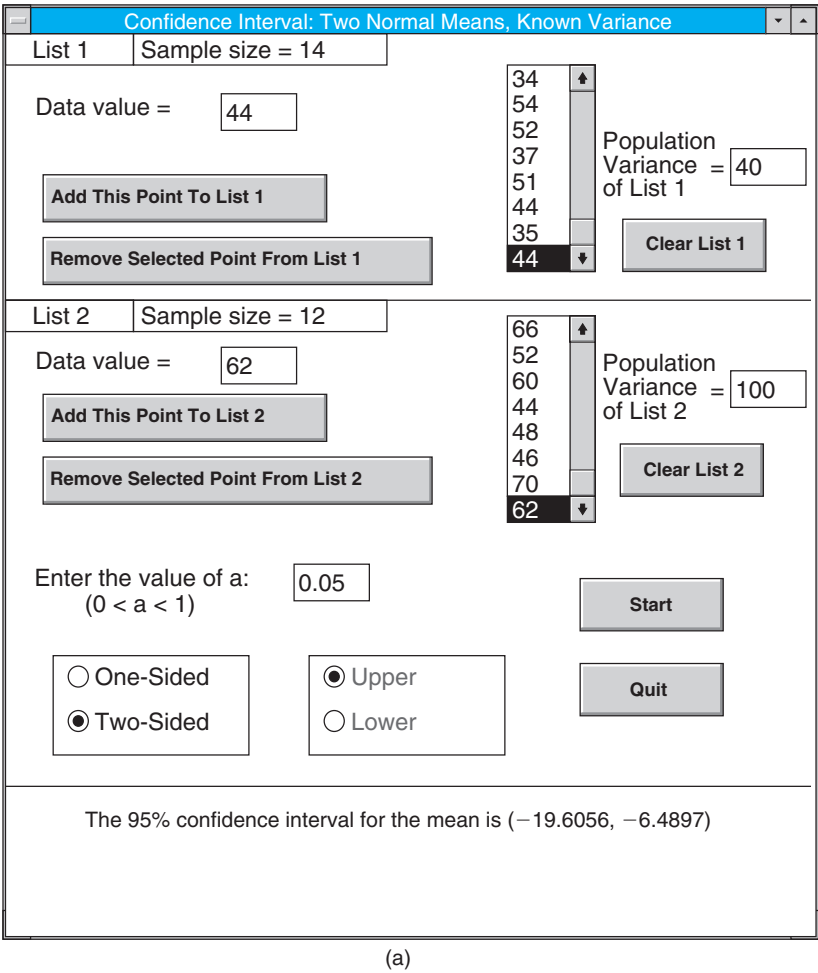 Confidence Interval: Two Normal Means, Known Variance
List 1 Sample size = 14
Data value = 44
Add This Point To List 1
Remove Selected Point From List 1
34
54
52
37
51
44
35
44
Population
Variance = 40
of List 1
Clear List 1
List 2 Sample size = 12
Data value = 62
Add This Point To List 2
Remove Selected Point From List 2
66
52
60
44
48
46
70
62
Population
Variance = 100
of List 2
Clear List 2
Enter the value of a: 0.05
(0 < a < 1)
One-Sided
Two-Sided
Upper
Lower
Start
Quit
The 95% confidence interval for the mean is (−19.6056, −6.4897)
(a)